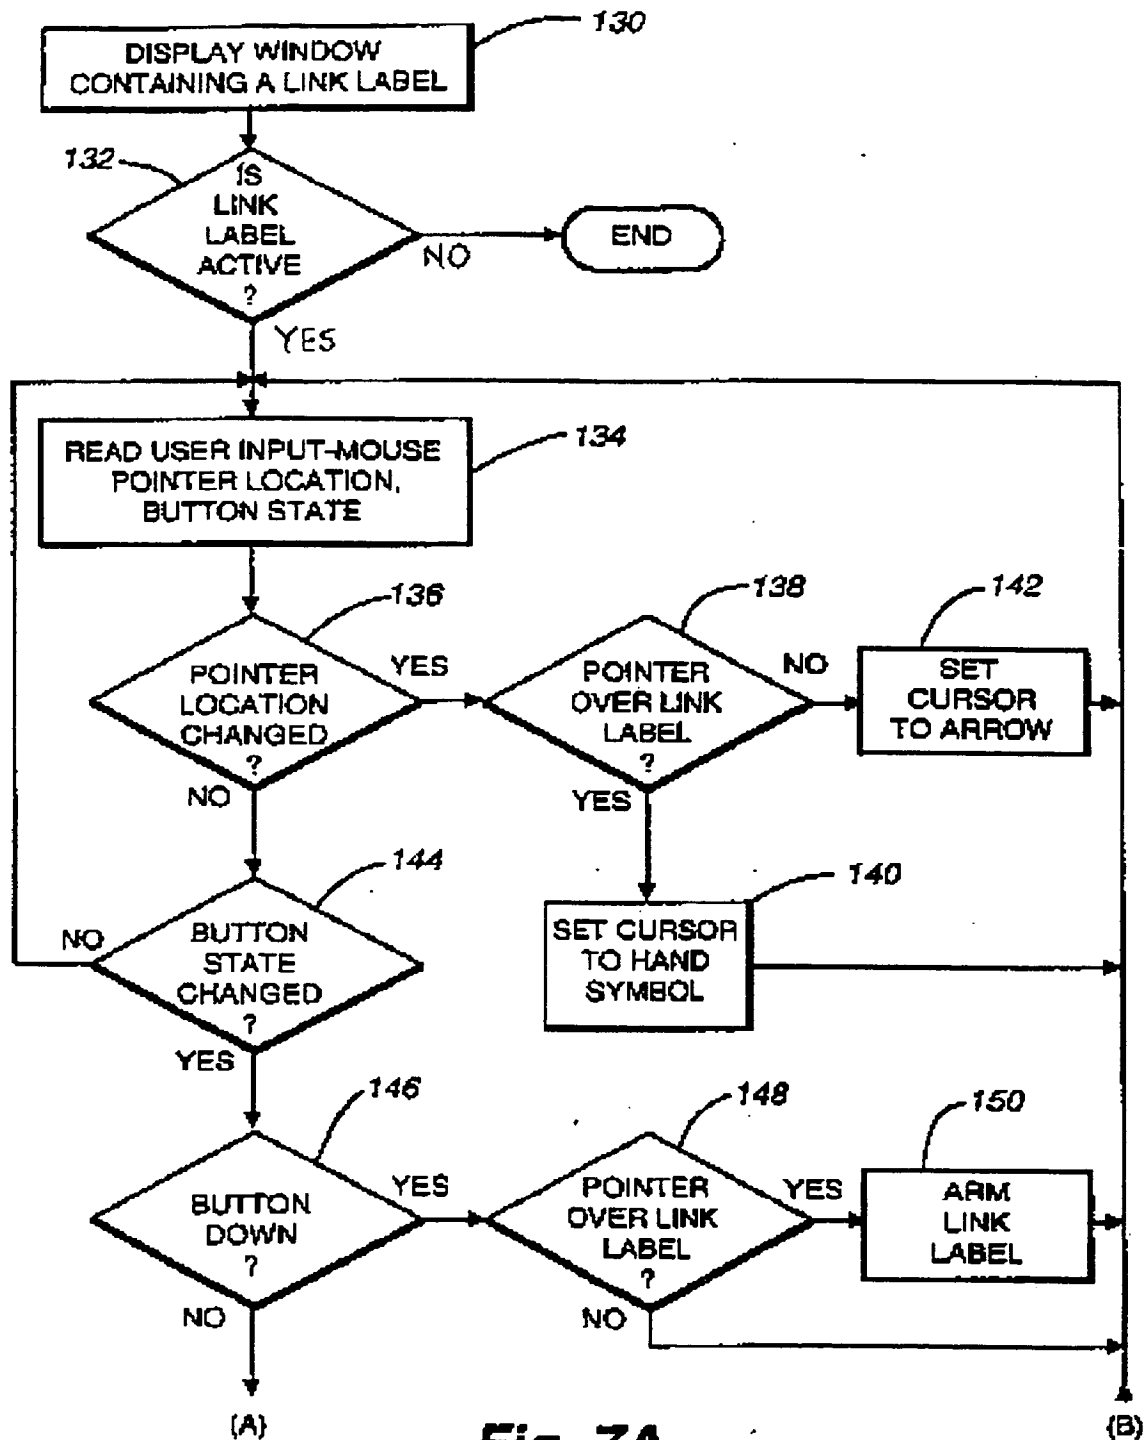 130
DISPLAY WINDOW
CONTAINING A LINK LABEL
132
IS
LINK
LABEL
ACTIVE
?
NO
END
YES
134
READ USER INPUT-MOUSE
POINTER LOCATION,
BUTTON STATE
136
POINTER
LOCATION
CHANGED
?
YES
NO
138
POINTER
OVER LINK
LABEL
?
NO
YES
142
SET
CURSOR
TO ARROW
140
SET CURSOR
TO HAND
SYMBOL
144
BUTTON
STATE
CHANGED
?
NO
YES
146
BUTTON
DOWN
?
YES
NO
148
POINTER
OVER LINK
LABEL
?
YES
NO
150
ARM
LINK
LABEL
(A)
(B)
Fig. 7A